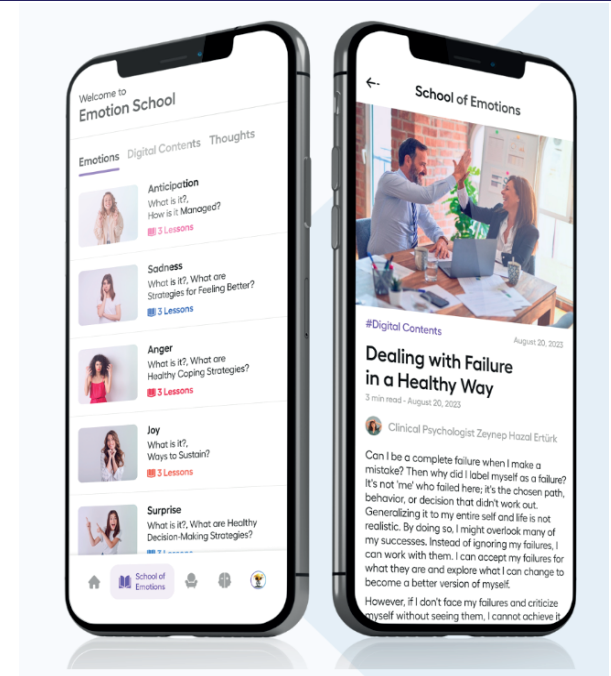 Welcome to
Emotion School
Emotions Digital Contents Thoughts
Anticipation
What is it?,
How is it Managed?
3 Lessons
Sadness
What is it?, What are
Strategies for Feeling Better?
3 Lessons
Anger
What is it?, What are
Healthy Coping Strategies?
3 Lessons
Joy
What is it?,
Ways to Sustain?
3 Lessons
Surprise
What is it?, What are Healthy
Decision-Making Strategies?
3 Lessons
School of
Emotions
School of Emotions
#Digital Contents
August 20, 2023
Dealing with Failure
in a Healthy Way
3 min read - August 20, 2023
Clinical Psychologist Zeynep Hazal Ertürk
Can I be a complete failure when I make a
mistake? Then why did I label myself as a failure?
It's not 'me' who failed here; it's the chosen path,
behavior, or decision that didn't work out.
Generalizing it to my entire self and life is not
realistic. By doing so, I might overlook many of
my successes. Instead of ignoring my failures, I
can work with them. I can accept my failures for
what they are and explore what I can change to
become a better version of myself.
However, if I don't face my failures and criticize
myself without seeing them, I cannot achieve it